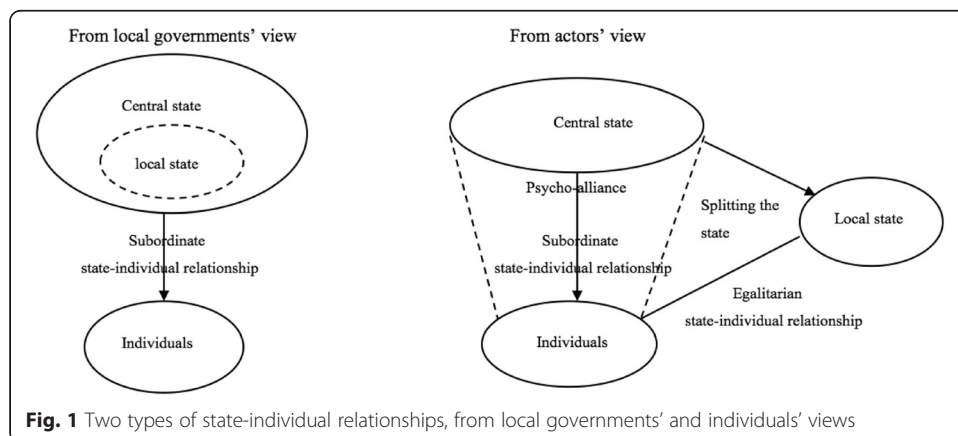 From local governments' view
Central state
local state
Subordinate
state-individual relationship
Individuals
From actors' view
Central state
Psycho-alliance
Subordinate
state-individual relationship
Individuals
Splitting the
state
Local state
Egalitarian
state-individual relationship
Fig. 1 Two types of state-individual relationships, from local governments' and individuals' views